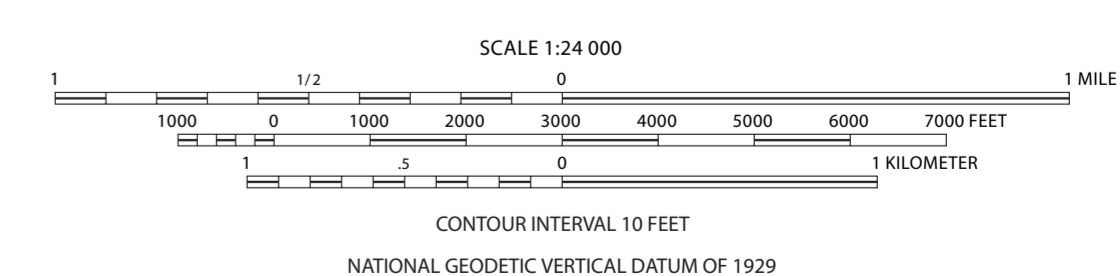 SCALE 1:24 000
1 1/2 0 1 MILE
1000 0 1000 2000 3000 4000 5000 6000 7000 FEET
1 .5 0 1 KILOMETER
CONTOUR INTERVAL 10 FEET
NATIONAL GEODETIC VERTICAL DATUM OF 1929